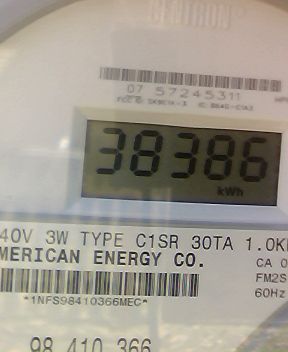 CENTRON®
07 57245311
38386
kWh
40V 3W TYPE C1SR 30TA 1.0K
MERICAN ENERGY CO.
CA 0
FM2S
*1NFS98410366MEC*
60Hz
98 410 366